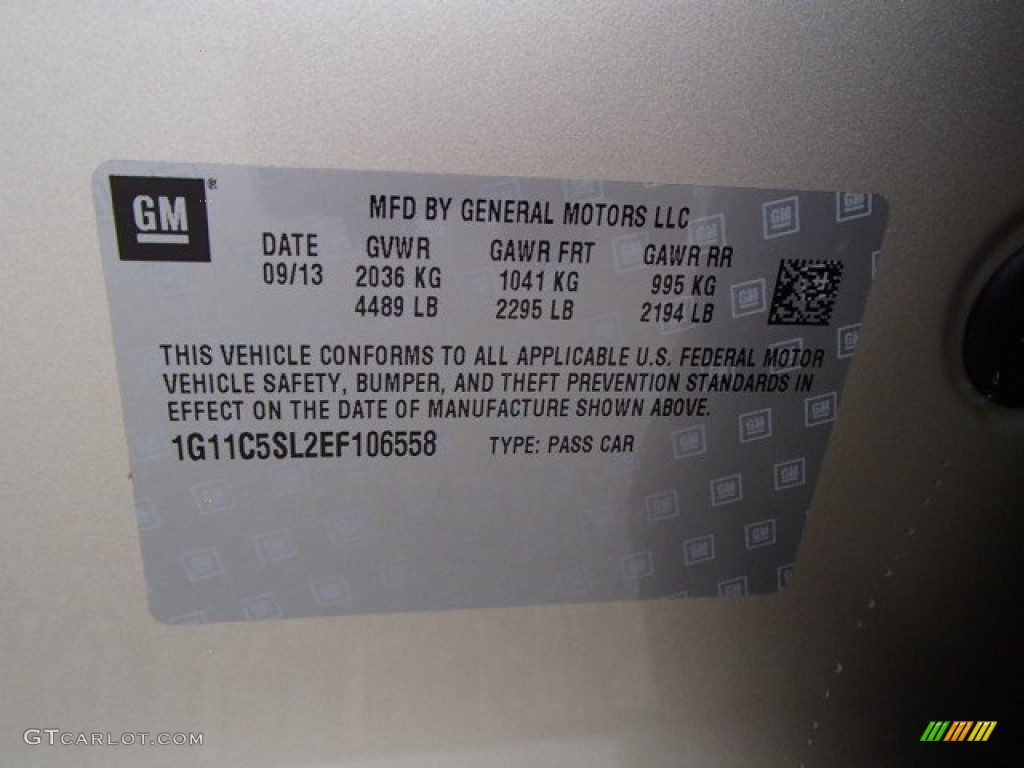 GM®
MFD BY GENERAL MOTORS LLC
DATE GVWR GAWR FRT GAWR RR
09/13 2036 KG 1041 KG 995 KG
4489 LB 2295 LB 2194 LB
THIS VEHICLE CONFORMS TO ALL APPLICABLE U.S. FEDERAL MOTOR
VEHICLE SAFETY, BUMPER, AND THEFT PREVENTION STANDARDS IN
EFFECT ON THE DATE OF MANUFACTURE SHOWN ABOVE.
1G11C5SL2EF106558 TYPE: PASS CAR
GTCARLOT.COM